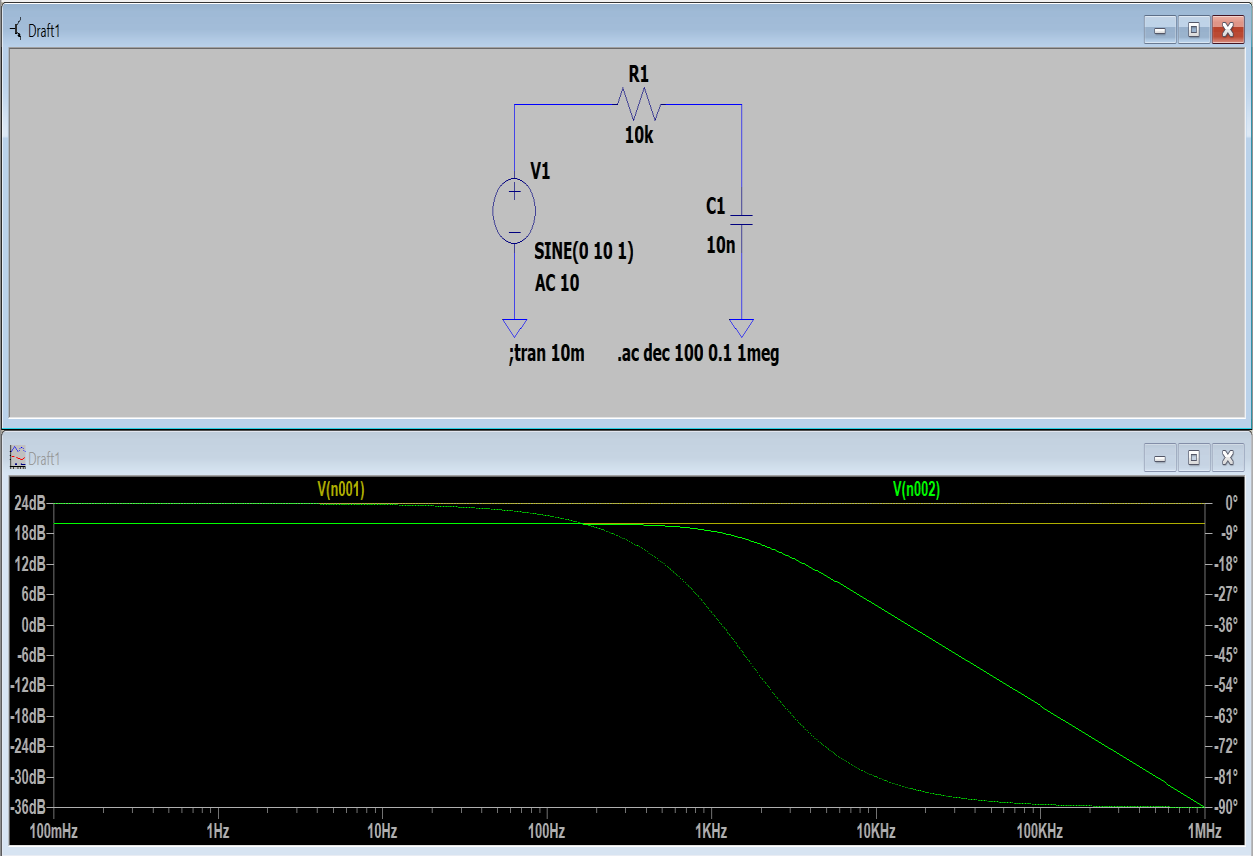 Draft1
R1
10k
V1
C1
10n
SINE(0 10 1)
AC 10
;tran 10m .ac dec 100 0.1 1meg
Draft1
V(n001) V(n002)
24dB 0°
18dB -9°
12dB -18°
6dB -27°
0dB -36°
-6dB -45°
-12dB -54°
-18dB -63°
-24dB -72°
-30dB -81°
-36dB -90°
100mHz 1Hz 10Hz 100Hz 1KHz 10KHz 100KHz 1MHz